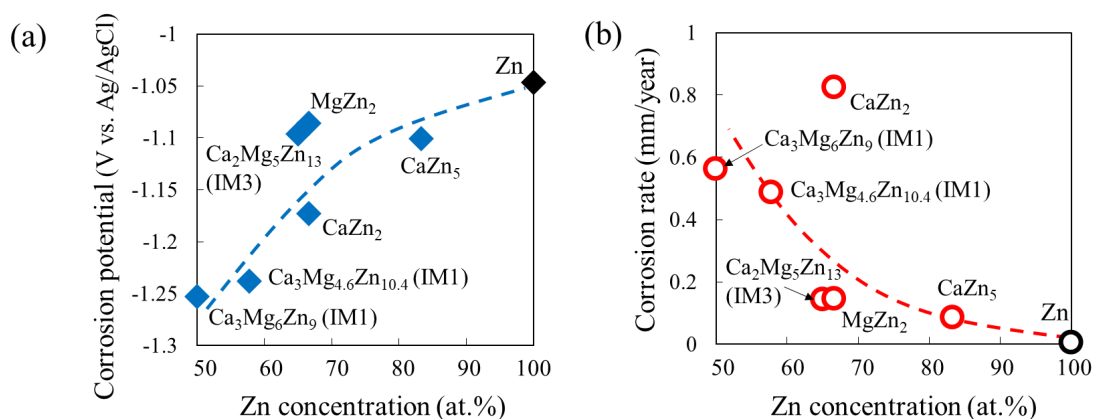 (a)
Corrosion potential (V vs. Ag/AgCl)
-1
-1.05
-1.1
-1.15
-1.2
-1.25
-1.3
Zn
MgZn2
Ca2Mg5Zn13
(IM3)
CaZn5
CaZn2
Ca3Mg4.6Zn10.4 (IM1)
Ca3Mg6Zn9 (IM1)
50 60 70 80 90 100
Zn concentration (at.%)
(b)
Corrosion rate (mm/year)
1
0.8
0.6
0.4
0.2
0
CaZn2
Ca3Mg6Zn9 (IM1)
Ca3Mg4.6Zn10.4 (IM1)
Ca2Mg5Zn13
(IM3)
MgZn2
CaZn5
Zn
50 60 70 80 90 100
Zn concentration (at.%)